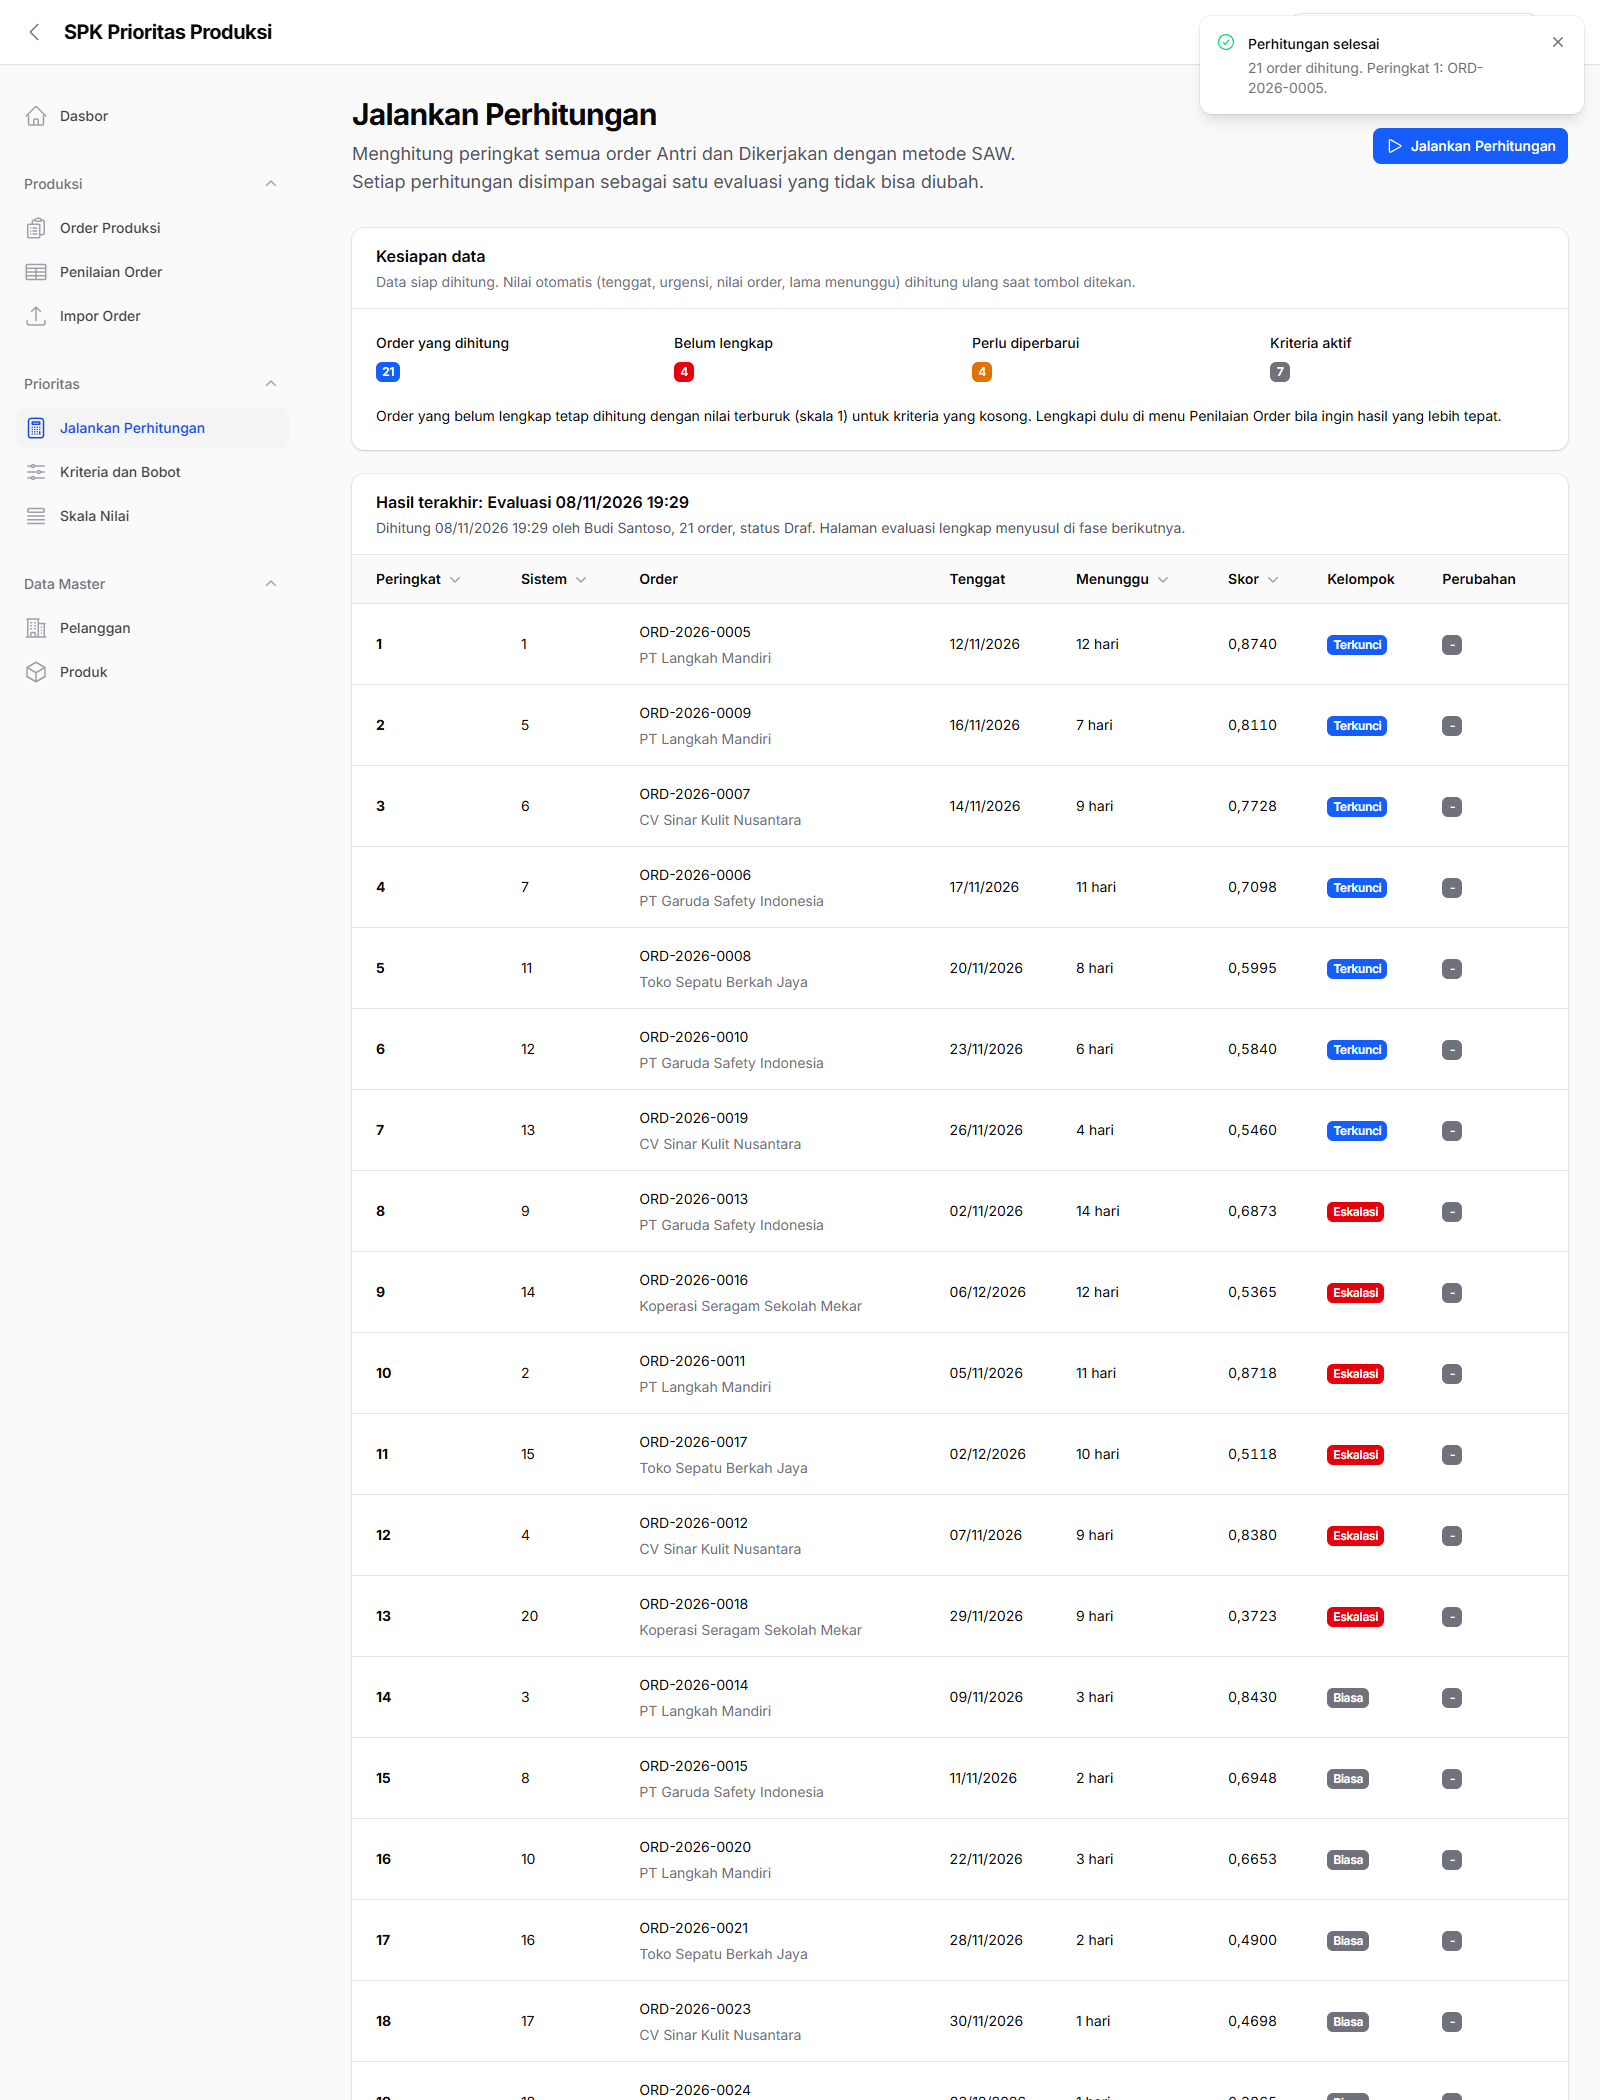 SPK Prioritas Produksi
Perhitungan selesai
21 order dihitung. Peringkat 1: ORD-
2026-0005.
Dasbor
Produksi
Order Produksi
Penilaian Order
Impor Order
Prioritas
Jalankan Perhitungan
Kriteria dan Bobot
Skala Nilai
Data Master
Pelanggan
Produk
Jalankan Perhitungan
Menghitung peringkat semua order Antri dan Dikerjakan dengan metode SAW.
Setiap perhitungan disimpan sebagai satu evaluasi yang tidak bisa diubah.
Jalankan Perhitungan
Kesiapan data
Data siap dihitung. Nilai otomatis (tenggat, urgensi, nilai order, lama menunggu) dihitung ulang saat tombol ditekan.
Order yang dihitung Belum lengkap Perlu diperbarui Kriteria aktif
21 4 4 7
Order yang belum lengkap tetap dihitung dengan nilai terburuk (skala 1) untuk kriteria yang kosong. Lengkapi dulu di menu Penilaian Order bila ingin hasil yang lebih tepat.
Hasil terakhir: Evaluasi 08/11/2026 19:29
Dihitung 08/11/2026 19:29 oleh Budi Santoso, 21 order, status Draf. Halaman evaluasi lengkap menyusul di fase berikutnya.
Peringkat Sistem Order Tenggat Menunggu Skor Kelompok Perubahan
1 1 ORD-2026-0005 12/11/2026 12 hari 0,8740 Terkunci -
PT Langkah Mandiri
2 5 ORD-2026-0009 16/11/2026 7 hari 0,8110 Terkunci -
PT Langkah Mandiri
3 6 ORD-2026-0007 14/11/2026 9 hari 0,7728 Terkunci -
CV Sinar Kulit Nusantara
4 7 ORD-2026-0006 17/11/2026 11 hari 0,7098 Terkunci -
PT Garuda Safety Indonesia
5 11 ORD-2026-0008 20/11/2026 8 hari 0,5995 Terkunci -
Toko Sepatu Berkah Jaya
6 12 ORD-2026-0010 23/11/2026 6 hari 0,5840 Terkunci -
PT Garuda Safety Indonesia
7 13 ORD-2026-0019 26/11/2026 4 hari 0,5460 Terkunci -
CV Sinar Kulit Nusantara
8 9 ORD-2026-0013 02/11/2026 14 hari 0,6873 Eskalasi -
PT Garuda Safety Indonesia
9 14 ORD-2026-0016 06/12/2026 12 hari 0,5365 Eskalasi -
Koperasi Seragam Sekolah Mekar
10 2 ORD-2026-0011 05/11/2026 11 hari 0,8718 Eskalasi -
PT Langkah Mandiri
11 15 ORD-2026-0017 02/12/2026 10 hari 0,5118 Eskalasi -
Toko Sepatu Berkah Jaya
12 4 ORD-2026-0012 07/11/2026 9 hari 0,8380 Eskalasi -
CV Sinar Kulit Nusantara
13 20 ORD-2026-0018 29/11/2026 9 hari 0,3723 Eskalasi -
Koperasi Seragam Sekolah Mekar
14 3 ORD-2026-0014 09/11/2026 3 hari 0,8430 Biasa -
PT Langkah Mandiri
15 8 ORD-2026-0015 11/11/2026 2 hari 0,6948 Biasa -
PT Garuda Safety Indonesia
16 10 ORD-2026-0020 22/11/2026 3 hari 0,6653 Biasa -
PT Langkah Mandiri
17 16 ORD-2026-0021 28/11/2026 2 hari 0,4900 Biasa -
Toko Sepatu Berkah Jaya
18 17 ORD-2026-0023 30/11/2026 1 hari 0,4698 Biasa -
CV Sinar Kulit Nusantara
ORD-2026-0024